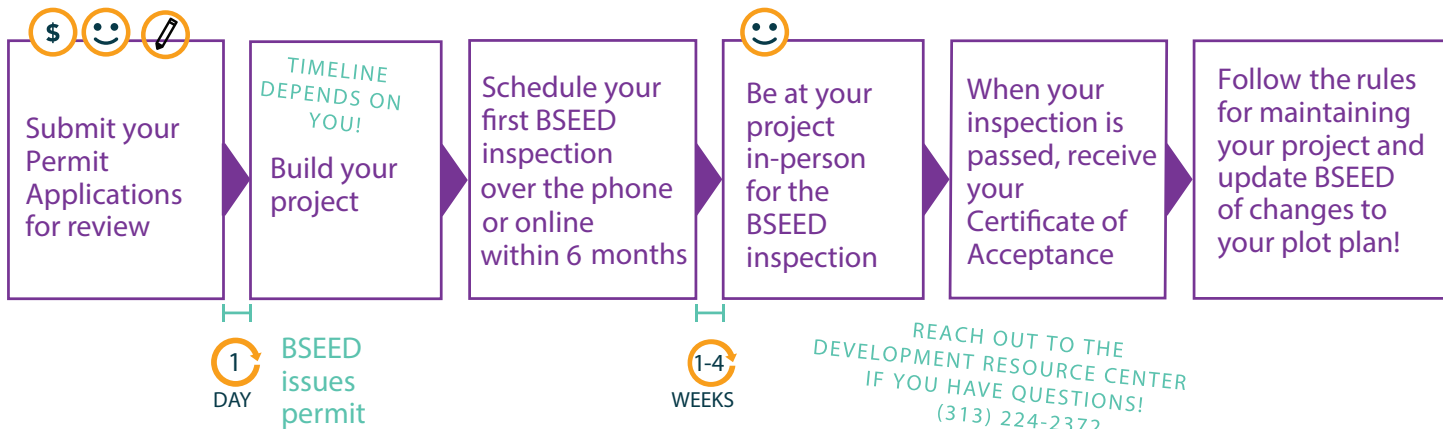 $
Submit your
Permit
Applications
for review
TIMELINE
DEPENDS ON
YOU!
Build your
project
Schedule your
first BSEED
inspection
over the phone
or online
within 6 months
Be at your
project
in-person
for the
BSEED
inspection
When your
inspection is
passed, receive
your
Certificate of
Acceptance
Follow the rules
for maintaining
your project and
update BSEED
of changes to
your plot plan!
1
DAY
BSEED
issues
permit
1-4
WEEKS
REACH OUT TO THE
DEVELOPMENT RESOURCE CENTER
IF YOU HAVE QUESTIONS!
(313) 224-2372